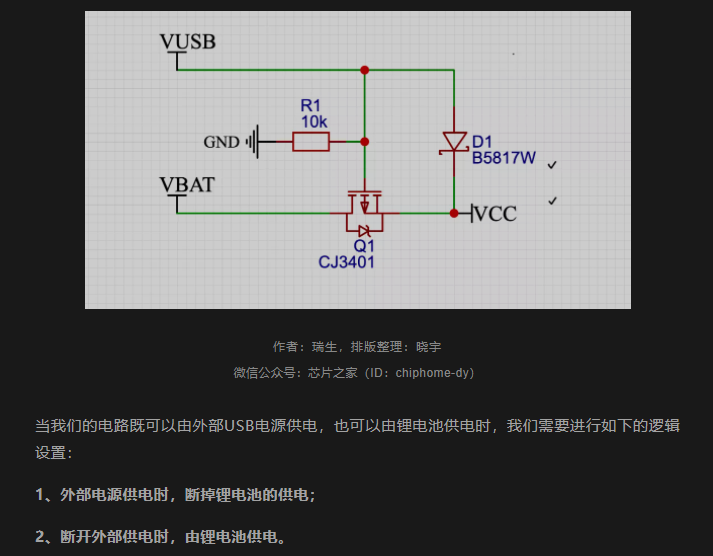 VUSB
R1
10k
GND
D1
B5817W
VBAT
VCC
Q1
CJ3401
作者：瑞生，排版整理：晓宇
微信公众号：芯片之家（ID：chiphome-dy）
当我们的电路既可以由外部USB电源供电，也可以由锂电池供电时，我们需要进行如下的逻辑
设置：
1、外部电源供电时，断掉锂电池的供电；
2、断开外部供电时，由锂电池供电。